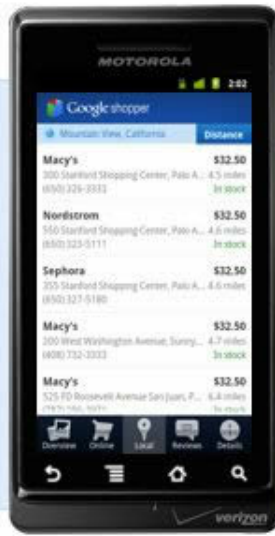 MOTOROLA
2:02
Google shopper
Mountain View, California Distance
Macy's $32.50
300 Stanford Shopping Center, Palo A... 4.5 miles
(650) 326-3333 In stock
Nordstrom $32.50
550 Stanford Shopping Center, Palo A... 4.6 miles
(650) 323-5111 In stock
Sephora $32.50
355 Stanford Shopping Center, Palo A... 4.6 miles
(650) 327-5180
Macy's $32.50
200 West Washington Avenue, Sunny... 4.7 miles
(408) 732-3333 In stock
Macy's $32.50
525 FD Roosevelt Avenue San Juan, P... 6.4 miles
In stock
Overview Online Local Reviews Details
verizon